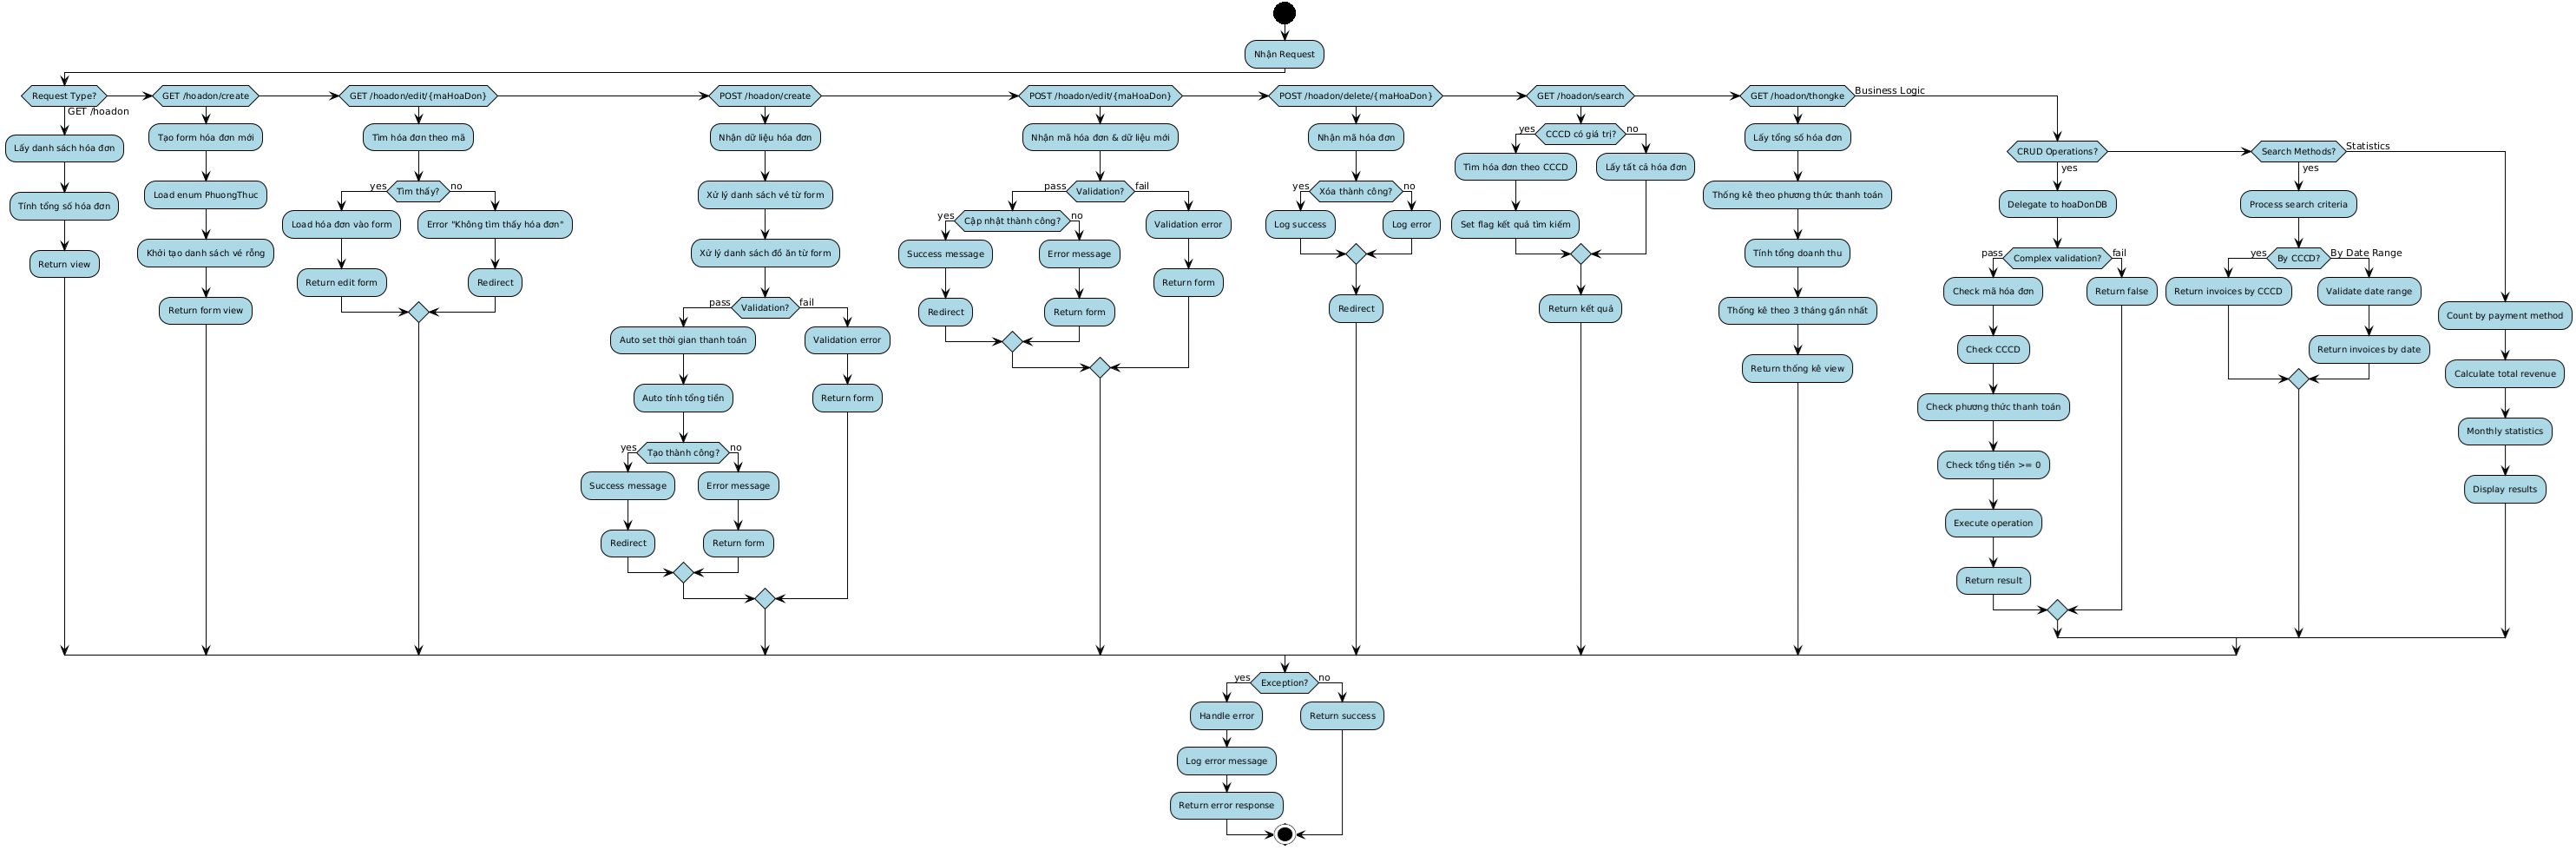 Nhận Request
Request Type?
GET /hoadon
Lấy danh sách hóa đơn
Tính tổng số hóa đơn
Return view
GET /hoadon/create
Tạo form hóa đơn mới
Load enum PhuongThuc
Khởi tạo danh sách vé rỗng
Return form view
GET /hoadon/edit/{maHoaDon}
Tìm hóa đơn theo mã
Tìm thấy?
yes
no
Load hóa đơn vào form
Return edit form
Error "Không tìm thấy hóa đơn"
Redirect
POST /hoadon/create
Nhận dữ liệu hóa đơn
Xử lý danh sách vé từ form
Xử lý danh sách đồ ăn từ form
Validation?
pass
fail
Auto set thời gian thanh toán
Auto tính tổng tiền
Tạo thành công?
yes
no
Success message
Redirect
Error message
Return form
Validation error
Return form
POST /hoadon/edit/{maHoaDon}
Nhận mã hóa đơn & dữ liệu mới
Validation?
pass
fail
Cập nhật thành công?
yes
no
Success message
Redirect
Error message
Return form
Validation error
Return form
POST /hoadon/delete/{maHoaDon}
Nhận mã hóa đơn
Xóa thành công?
yes
no
Log success
Log error
Redirect
GET /hoadon/search
CCCD có giá trị?
yes
no
Tìm hóa đơn theo CCCD
Set flag kết quả tìm kiếm
Lấy tất cả hóa đơn
Return kết quả
GET /hoadon/thongke
Lấy tổng số hóa đơn
Thống kê theo phương thức thanh toán
Tính tổng doanh thu
Thống kê theo 3 tháng gần nhất
Return thống kê view
Business Logic
CRUD Operations?
yes
Delegate to hoaDonDB
Complex validation?
pass
fail
Check mã hóa đơn
Check CCCD
Check phương thức thanh toán
Check tổng tiền >= 0
Execute operation
Return result
Return false
Search Methods?
yes
Process search criteria
By CCCD?
yes
By Date Range
Return invoices by CCCD
Validate date range
Return invoices by date
Statistics
Count by payment method
Calculate total revenue
Monthly statistics
Display results
Exception?
yes
no
Handle error
Log error message
Return error response
Return success